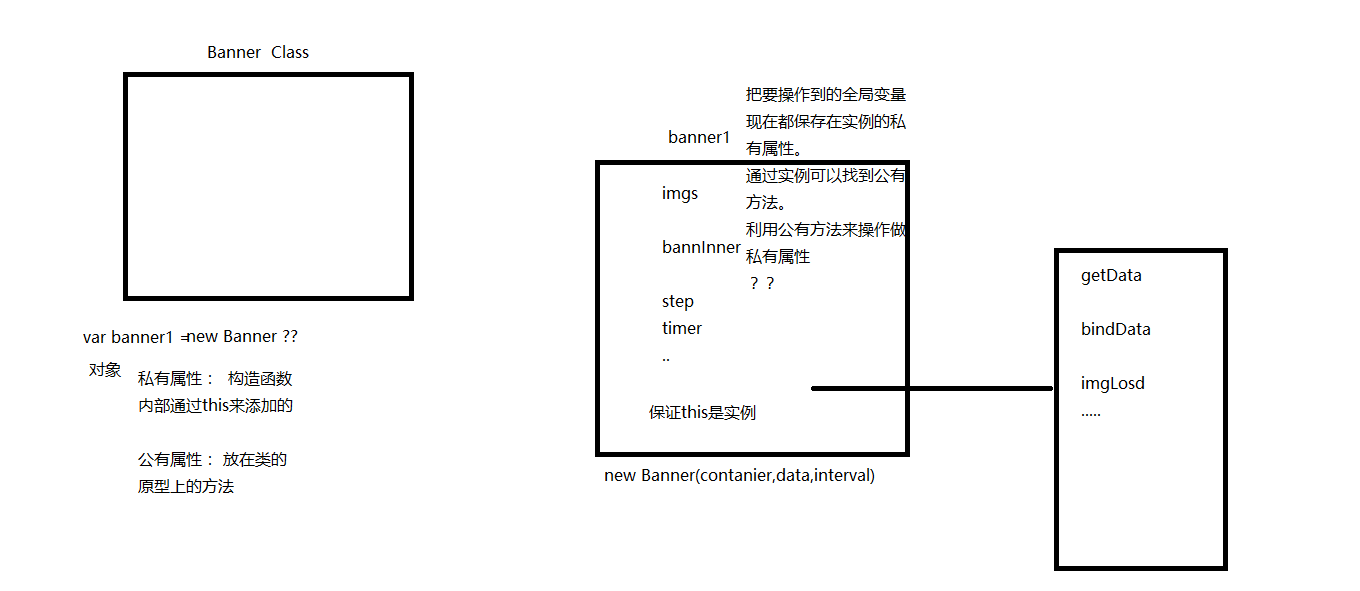 Banner Class
var banner1 =new Banner ??
对象
私有属性： 构造函数
内部通过this来添加的
公有属性：放在类的
原型上的方法
banner1
把要操作到的全局变量
现在都保存在实例的私
有属性。
通过实例可以找到公有
方法。
利用公有方法来操作做
私有属性
？？
imgs
bannInner
step
timer
..
保证this是实例
new Banner(contanier,data,interval)
getData
bindData
imgLosd
.....